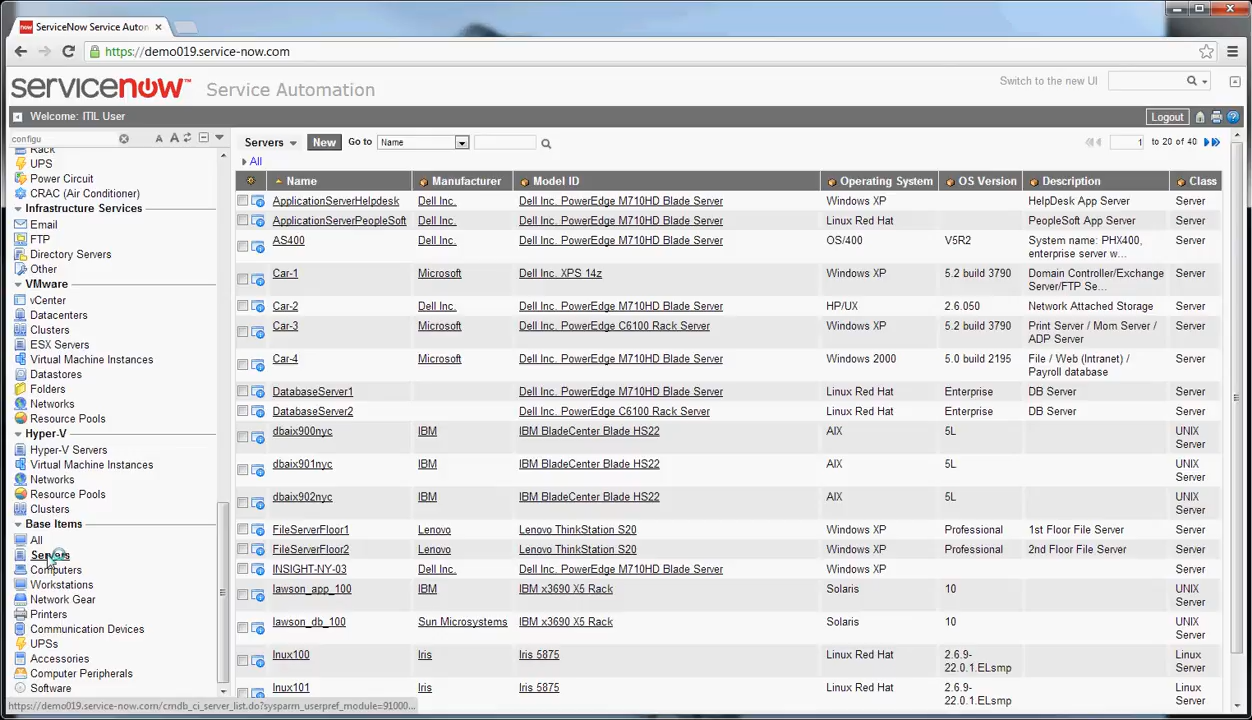 now ServiceNow Service Autom
https://demo019.service-now.com
servicenow™ Service Automation
Switch to the new UI
Welcome: ITIL User
Logout
configu
A A
Rack
UPS
Power Circuit
CRAC (Air Conditioner)
Infrastructure Services
Email
FTP
Directory Servers
Other
VMware
vCenter
Datacenters
Clusters
ESX Servers
Virtual Machine Instances
Datastores
Folders
Networks
Resource Pools
Hyper-V
Hyper-V Servers
Virtual Machine Instances
Networks
Resource Pools
Clusters
Base Items
All
Servers
Computers
Workstations
Network Gear
Printers
Communication Devices
UPSs
Accessories
Computer Peripherals
Software
Servers New Go to Name 1 to 20 of 40
All
Name Manufacturer Model ID Operating System OS Version Description Class
ApplicationServerHelpdesk Dell Inc. Dell Inc. PowerEdge M710HD Blade Server Windows XP HelpDesk App Server Server
ApplicationServerPeopleSoft Dell Inc. Dell Inc. PowerEdge M710HD Blade Server Linux Red Hat PeopleSoft App Server Server
AS400 Dell Inc. Dell Inc. PowerEdge M710HD Blade Server OS/400 V5R2 System name: PHX400, Server
enterprise server w...
Car-1 Microsoft Dell Inc. XPS 14z Windows XP 5.2 build 3790 Domain Controller/Exchange Server
Server/FTP Se...
Car-2 Dell Inc. Dell Inc. PowerEdge M710HD Blade Server HP/UX 2.6.050 Network Attached Storage Server
Car-3 Microsoft Dell Inc. PowerEdge C6100 Rack Server Windows XP 5.2 build 3790 Print Server / Mom Server / Server
ADP Server
Car-4 Microsoft Dell Inc. PowerEdge M710HD Blade Server Windows 2000 5.0 build 2195 File / Web (Intranet) / Server
Payroll database
DatabaseServer1 Dell Inc. PowerEdge M710HD Blade Server Linux Red Hat Enterprise DB Server Server
DatabaseServer2 Dell Inc. PowerEdge C6100 Rack Server Linux Red Hat Enterprise DB Server Server
dbaix900nyc IBM IBM BladeCenter Blade HS22 AIX 5L UNIX
Server
dbaix901nyc IBM IBM BladeCenter Blade HS22 AIX 5L UNIX
Server
dbaix902nyc IBM IBM BladeCenter Blade HS22 AIX 5L UNIX
Server
FileServerFloor1 Lenovo Lenovo ThinkStation S20 Windows XP Professional 1st Floor File Server Server
FileServerFloor2 Lenovo Lenovo ThinkStation S20 Windows XP Professional 2nd Floor File Server Server
INSIGHT-NY-03 Dell Inc. Dell Inc. PowerEdge M710HD Blade Server Windows XP Server
lawson_app_100 IBM IBM x3690 X5 Rack Solaris 10 UNIX
Server
lawson_db_100 Sun Microsystems IBM x3690 X5 Rack Solaris 10 UNIX
Server
lnux100 Iris Iris 5875 Linux Red Hat 2.6.9- Linux
22.0.1.ELsmp Server
lnux101 Iris Iris 5875 Linux Red Hat 2.6.9- Linux
22.0.1.ELsmp Server
https://demo019.service-now.com/cmdb_ci_server_list.do?sysparm_userpref_module=91000...